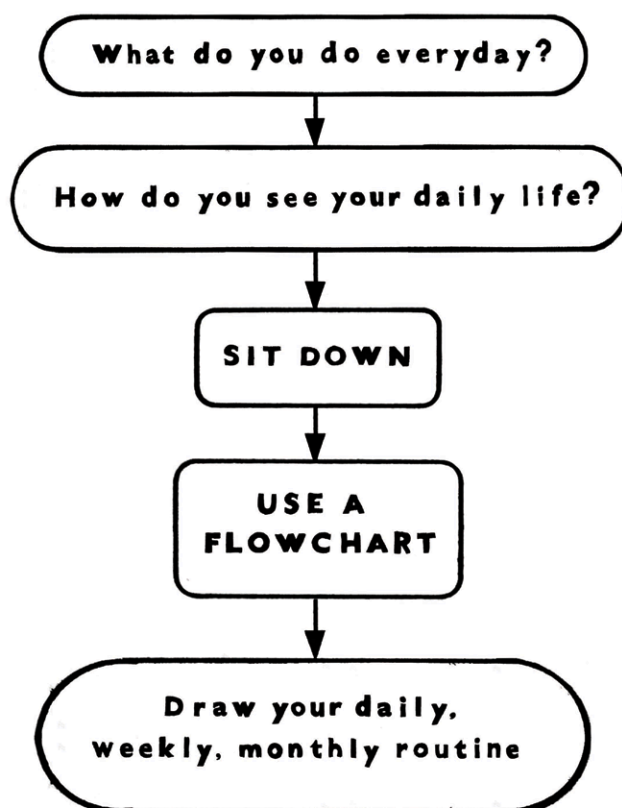 What do you do everyday?
How do you see your daily life?
SIT DOWN
USE A
FLOWCHART
Draw your daily,
weekly, monthly routine